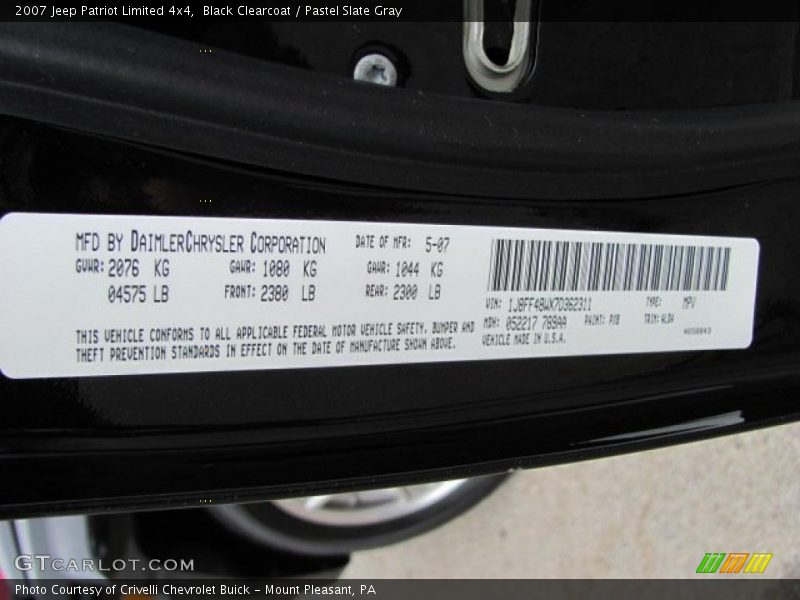 2007 Jeep Patriot Limited 4x4, Black Clearcoat / Pastel Slate Gray
MFD BY DAIMLERCHRYSLER CORPORATION DATE OF MFR: 5-07
GVWR: 2076 KG GAWR: 1080 KG GAWR: 1044 KG
04575 LB FRONT: 2380 LB REAR: 2300 LB
THIS VEHICLE CONFORMS TO ALL APPLICABLE FEDERAL MOTOR VEHICLE SAFETY, BUMPER AND
THEFT PREVENTION STANDARDS IN EFFECT ON THE DATE OF MANUFACTURE SHOWN ABOVE.
VIN: 1J8FF48WX7D362311 TYPE: MPV
MDH: 052217 789AA PAINT: PXB TRIM: ALDA
VEHICLE MADE IN U.S.A. 4658843
GTCARLOT.COM
Photo Courtesy of Crivelli Chevrolet Buick - Mount Pleasant, PA